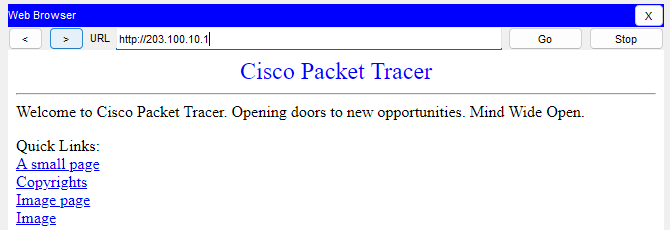 Web Browser X
< > URL http://203.100.10.1 Go Stop
Cisco Packet Tracer
Welcome to Cisco Packet Tracer. Opening doors to new opportunities. Mind Wide Open.
Quick Links:
A small page
Copyrights
Image page
Image